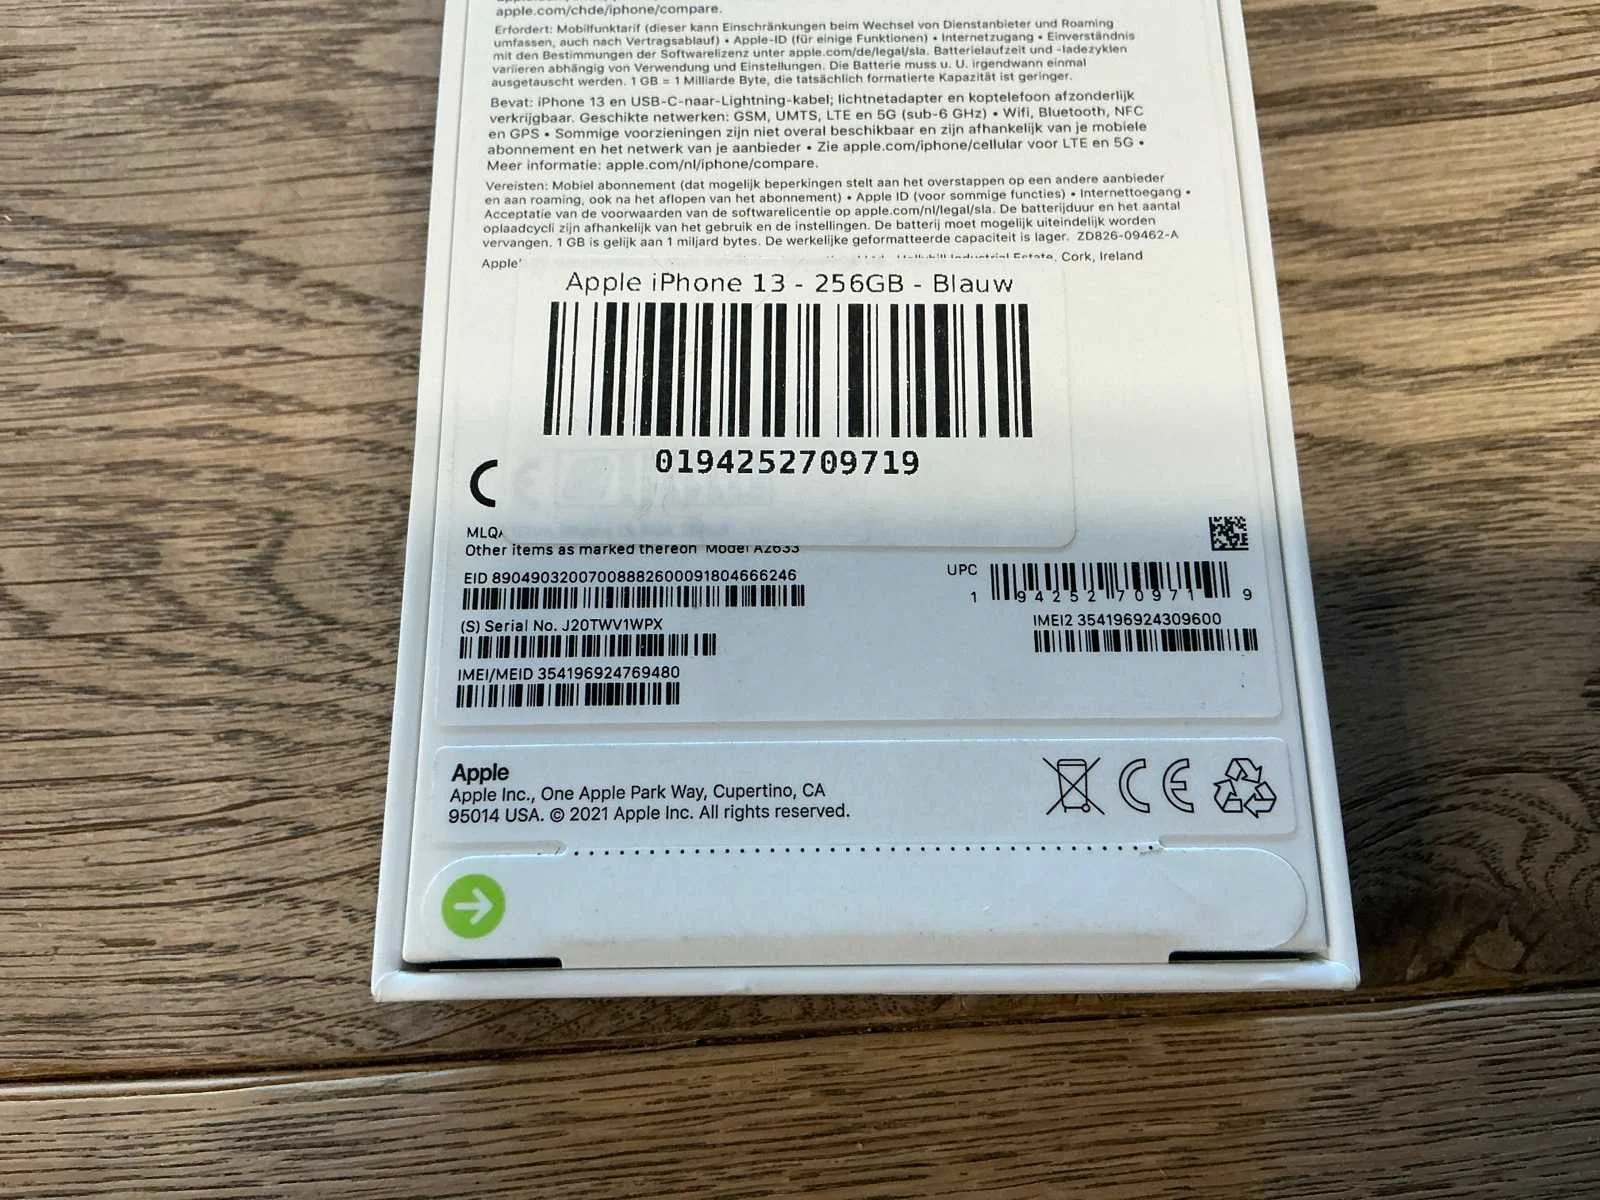 apple.com/chde/iphone/compare.
Erfordert: Mobilfunktarif (dieser kann Einschränkungen beim Wechsel von Dienstanbieter und Roaming
umfassen, auch nach Vertragsablauf) • Apple-ID (für einige Funktionen) • Internetzugang • Einverständnis
mit den Bestimmungen der Softwarelizenz unter apple.com/de/legal/sla. Batterielaufzeit und -ladezyklen
variieren abhängig von Verwendung und Einstellungen. Die Batterie muss u. U. irgendwann einmal
ausgetauscht werden. 1 GB = 1 Milliarde Byte, die tatsächlich formatierte Kapazität ist geringer.
Bevat: iPhone 13 en USB-C-naar-Lightning-kabel; lichtnetadapter en koptelefoon afzonderlijk
verkrijgbaar. Geschikte netwerken: GSM, UMTS, LTE en 5G (sub-6 GHz) • Wifi, Bluetooth, NFC
en GPS • Sommige voorzieningen zijn niet overal beschikbaar en zijn afhankelijk van je mobiele
abonnement en het netwerk van je aanbieder • Zie apple.com/iphone/cellular voor LTE en 5G •
Meer informatie: apple.com/nl/iphone/compare.
Vereisten: Mobiel abonnement (dat mogelijk beperkingen stelt aan het overstappen op een andere aanbieder
en aan roaming, ook na het aflopen van het abonnement) • Apple ID (voor sommige functies) • Internettoegang •
Acceptatie van de voorwaarden van de softwarelicentie op apple.com/nl/legal/sla. De batterijduur en het aantal
oplaadcycli zijn afhankelijk van het gebruik en de instellingen. De batterij moet mogelijk uiteindelijk worden
vervangen. 1 GB is gelijk aan 1 miljard bytes. De werkelijke geformatteerde capaciteit is lager. ZD826-09462-A
Apple Industrial Estate, Cork, Ireland
Apple iPhone 13 - 256GB - Blauw
0194252709719
MLQ
Other items as marked thereon Model A2633
EID 89049032007008882600091804666246
UPC
1 94252 70971 9
(S) Serial No. J20TWV1WPX
IMEI2 354196924309600
IMEI/MEID 354196924769480
Apple
Apple Inc., One Apple Park Way, Cupertino, CA
95014 USA. © 2021 Apple Inc. All rights reserved.
CE